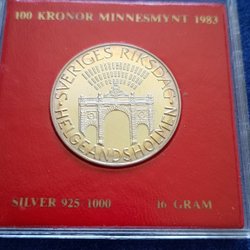 100 KRONOR MINNESMYNT 1983
SVERIGES RIKSDAG
HELGEANDSHOLMEN
SILVER 925 1000 16 GRAM